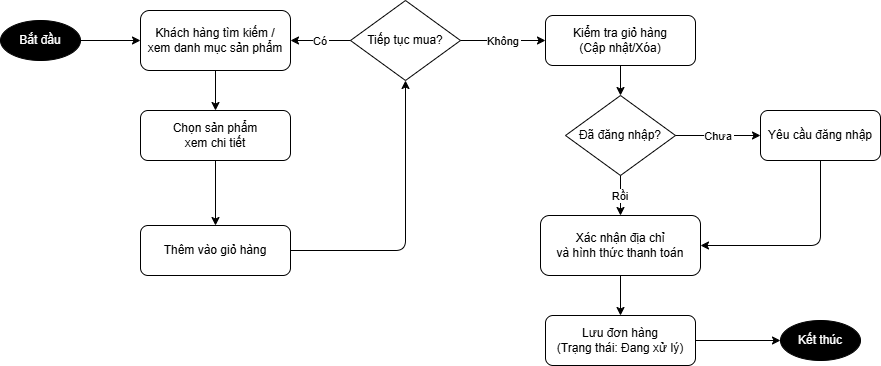 Bắt đầu
Khách hàng tìm kiếm /
xem danh mục sản phẩm
Có
Tiếp tục mua?
Không
Kiểm tra giỏ hàng
(Cập nhật/Xóa)
Chọn sản phẩm
xem chi tiết
Đã đăng nhập?
Chưa
Yêu cầu đăng nhập
Rồi
Thêm vào giỏ hàng
Xác nhận địa chỉ
và hình thức thanh toán
Lưu đơn hàng
(Trạng thái: Đang xử lý)
Kết thúc